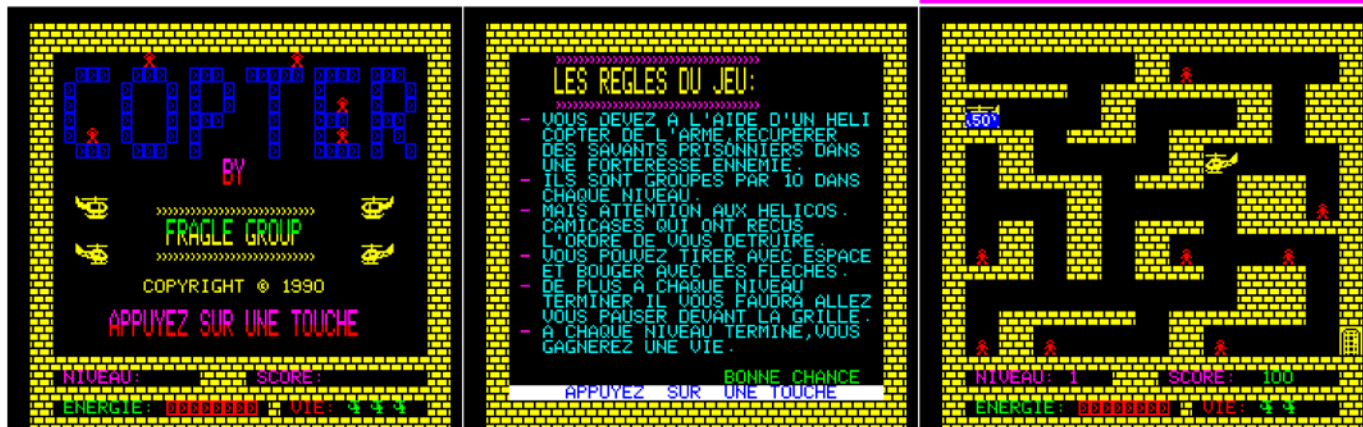 COPTER
BY
FRAGLE GROUP
COPYRIGHT © 1990
APPUYEZ SUR UNE TOUCHE
NIVEAU: SCORE:
ENERGIE: VIE:
LES REGLES DU JEU:
- VOUS DEVEZ A L'AIDE D'UN HELI
COPTER DE L'ARME,RECUPERER
DES SAVANTS PRISONNIERS DANS
UNE FORTERESSE ENNEMIE.
- ILS SONT GROUPES PAR 10 DANS
CHAQUE NIVEAU.
- MAIS ATTENTION AUX HELICOS.
CAMICASES QUI ONT RECUS
L'ORDRE DE VOUS DETRUIRE.
- VOUS POUVEZ TIRER AVEC ESPACE
ET BOUGER AVEC LES FLECHES.
- DE PLUS A CHAQUE NIVEAU
TERMINER IL VOUS FAUDRA ALLEZ
VOUS PAUSER DEVANT LA GRILLE.
- A CHAQUE NIVEAU TERMINE,VOUS
GAGNEREZ UNE VIE.
BONNE CHANCE
APPUYEZ SUR UNE TOUCHE
50
NIVEAU: 1 SCORE: 100
ENERGIE: VIE: